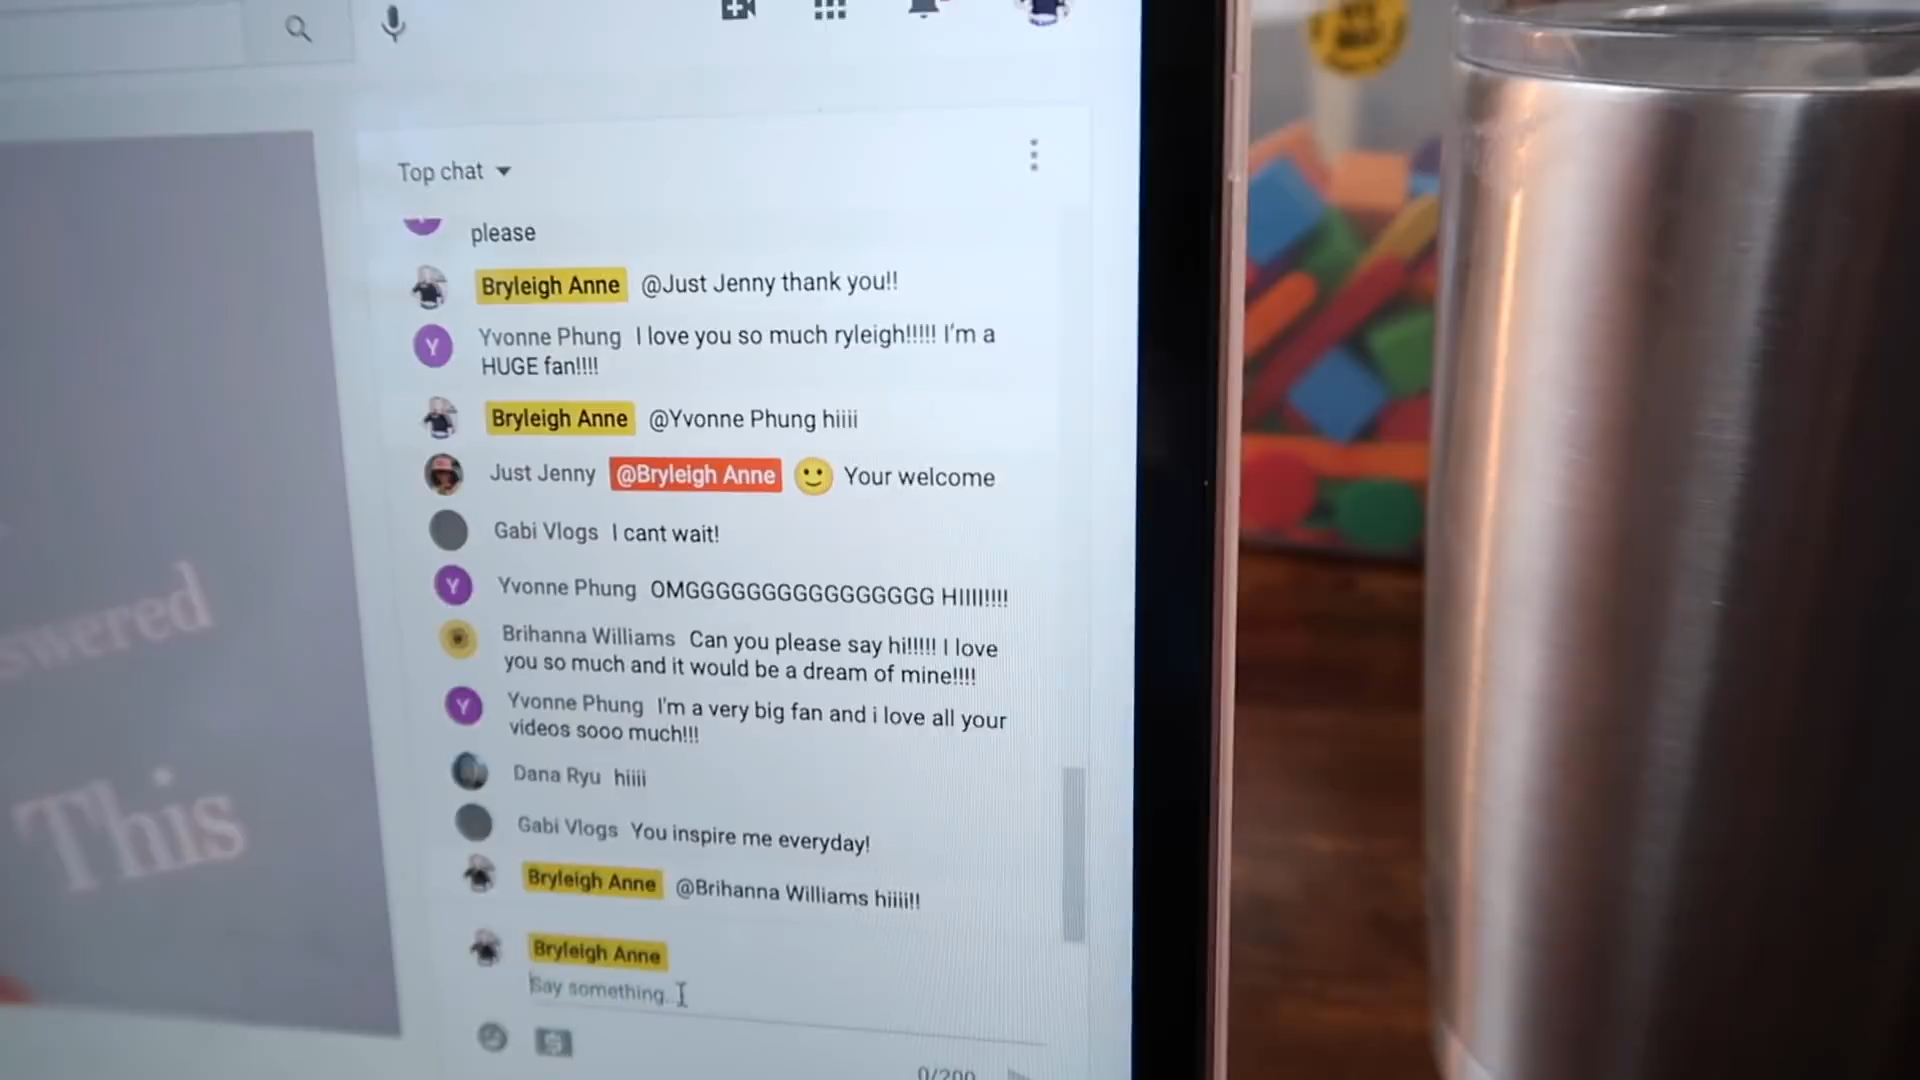 Top chat
please
Bryleigh Anne @Just Jenny thank you!!
Y Yvonne Phung I love you so much ryleigh!!!!! I'm a
HUGE fan!!!!
Bryleigh Anne @Yvonne Phung hiiii
Just Jenny @Bryleigh Anne 🙂 Your welcome
Gabi Vlogs I cant wait!
Y Yvonne Phung OMGGGGGGGGGGGGGGGG HIIII!!!!
Brihanna Williams Can you please say hi!!!!! I love
you so much and it would be a dream of mine!!!!
Y Yvonne Phung I'm a very big fan and i love all your
videos sooo much!!!
Dana Ryu hiiii
Gabi Vlogs You inspire me everyday!
Bryleigh Anne @Brihanna Williams hiiii!!
Bryleigh Anne
Say something...
0/200
swered
This